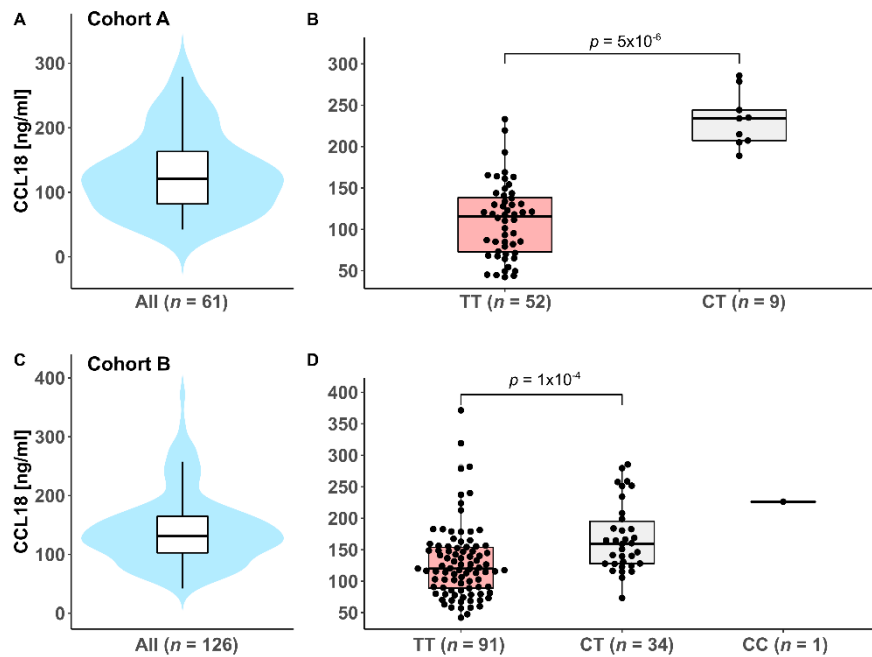 A
Cohort A
CCL18 [ng/ml]
300
200
100
0
All (n = 61)
B
p = 5x10⁻⁶
300
250
200
150
100
50
TT (n = 52)
CT (n = 9)
C
Cohort B
CCL18 [ng/ml]
400
300
200
100
0
All (n = 126)
D
p = 1x10⁻⁴
400
350
300
250
200
150
100
50
TT (n = 91)
CT (n = 34)
CC (n = 1)